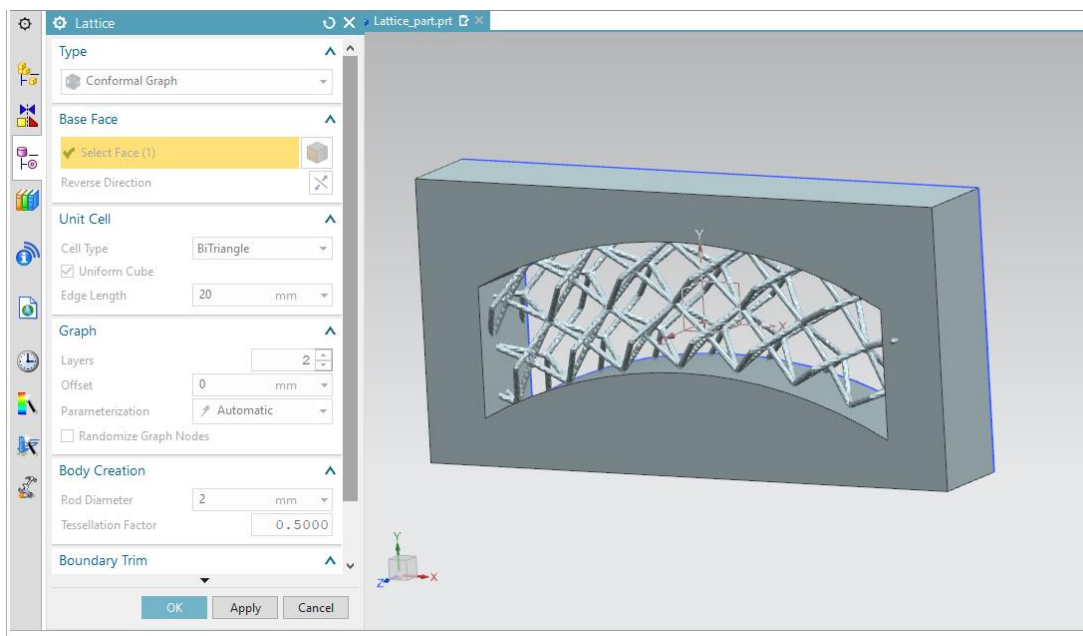 Lattice
Lattice_part.prt
Type
Conformal Graph
Base Face
Select Face (1)
Reverse Direction
Unit Cell
Cell Type BiTriangle
Uniform Cube
Edge Length 20 mm
Graph
Layers 2
Offset 0 mm
Parameterization Automatic
Randomize Graph Nodes
Body Creation
Rod Diameter 2 mm
Tessellation Factor 0.5000
Boundary Trim
OK Apply Cancel
Y
X
Y
Z
X